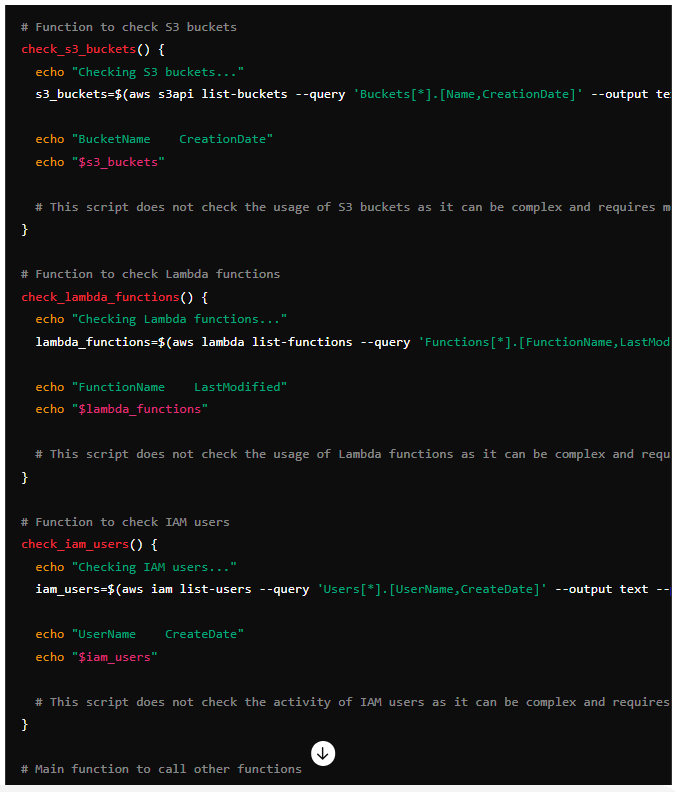 # Function to check S3 buckets
check_s3_buckets() {
  echo "Checking S3 buckets..."
  s3_buckets=$(aws s3api list-buckets --query 'Buckets[*].[Name,CreationDate]' --output te

  echo "BucketName    CreationDate"
  echo "$s3_buckets"

  # This script does not check the usage of S3 buckets as it can be complex and requires m
}

# Function to check Lambda functions
check_lambda_functions() {
  echo "Checking Lambda functions..."
  lambda_functions=$(aws lambda list-functions --query 'Functions[*].[FunctionName,LastMod

  echo "FunctionName    LastModified"
  echo "$lambda_functions"

  # This script does not check the usage of Lambda functions as it can be complex and requ
}

# Function to check IAM users
check_iam_users() {
  echo "Checking IAM users..."
  iam_users=$(aws iam list-users --query 'Users[*].[UserName,CreateDate]' --output text --

  echo "UserName    CreateDate"
  echo "$iam_users"

  # This script does not check the activity of IAM users as it can be complex and requires
}

# Main function to call other functions